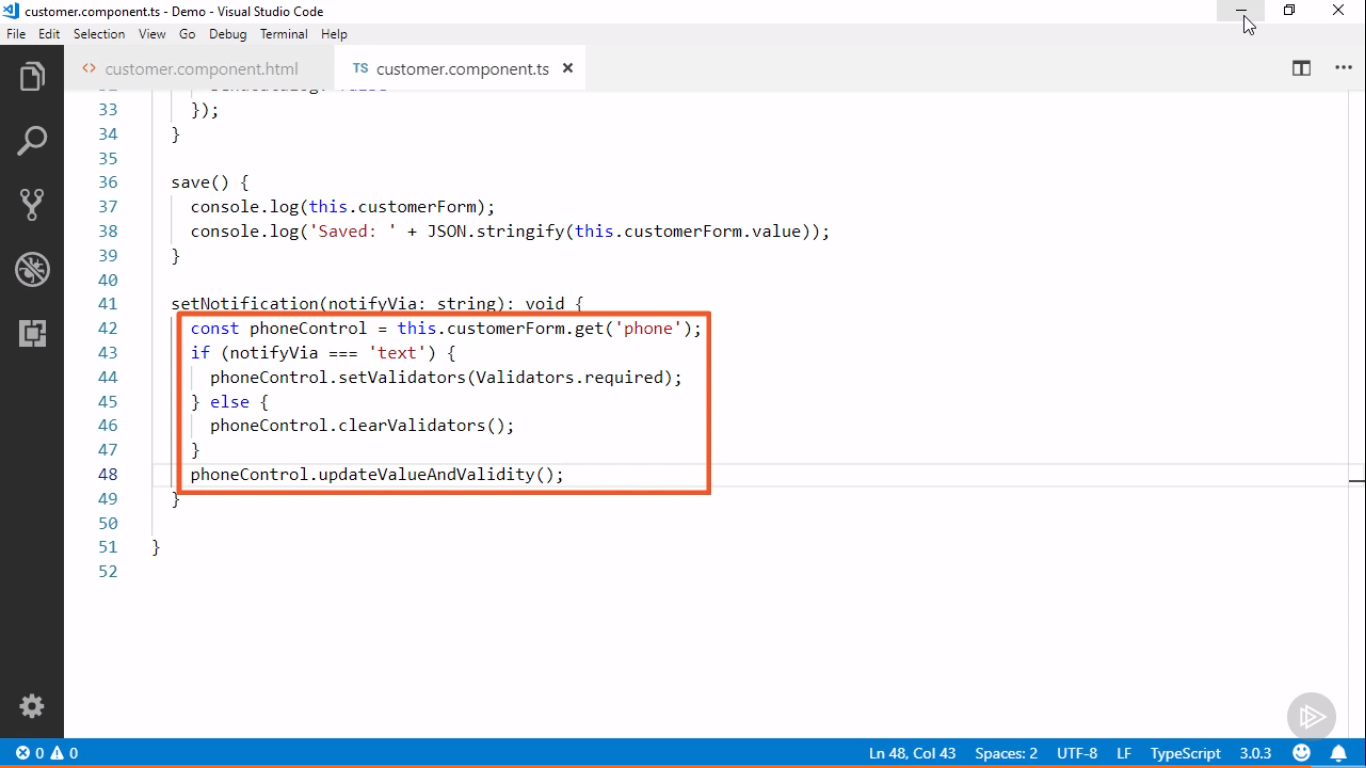 customer.component.ts - Demo - Visual Studio Code
File Edit Selection View Go Debug Terminal Help
<> customer.component.html TS customer.component.ts
33 });
34 }
35
36 save() {
37 console.log(this.customerForm);
38 console.log('Saved: ' + JSON.stringify(this.customerForm.value));
39 }
40
41 setNotification(notifyVia: string): void {
42 const phoneControl = this.customerForm.get('phone');
43 if (notifyVia === 'text') {
44 phoneControl.setValidators(Validators.required);
45 } else {
46 phoneControl.clearValidators();
47 }
48 phoneControl.updateValueAndValidity();
49 }
50
51 }
52
0 0 Ln 48, Col 43 Spaces: 2 UTF-8 LF TypeScript 3.0.3